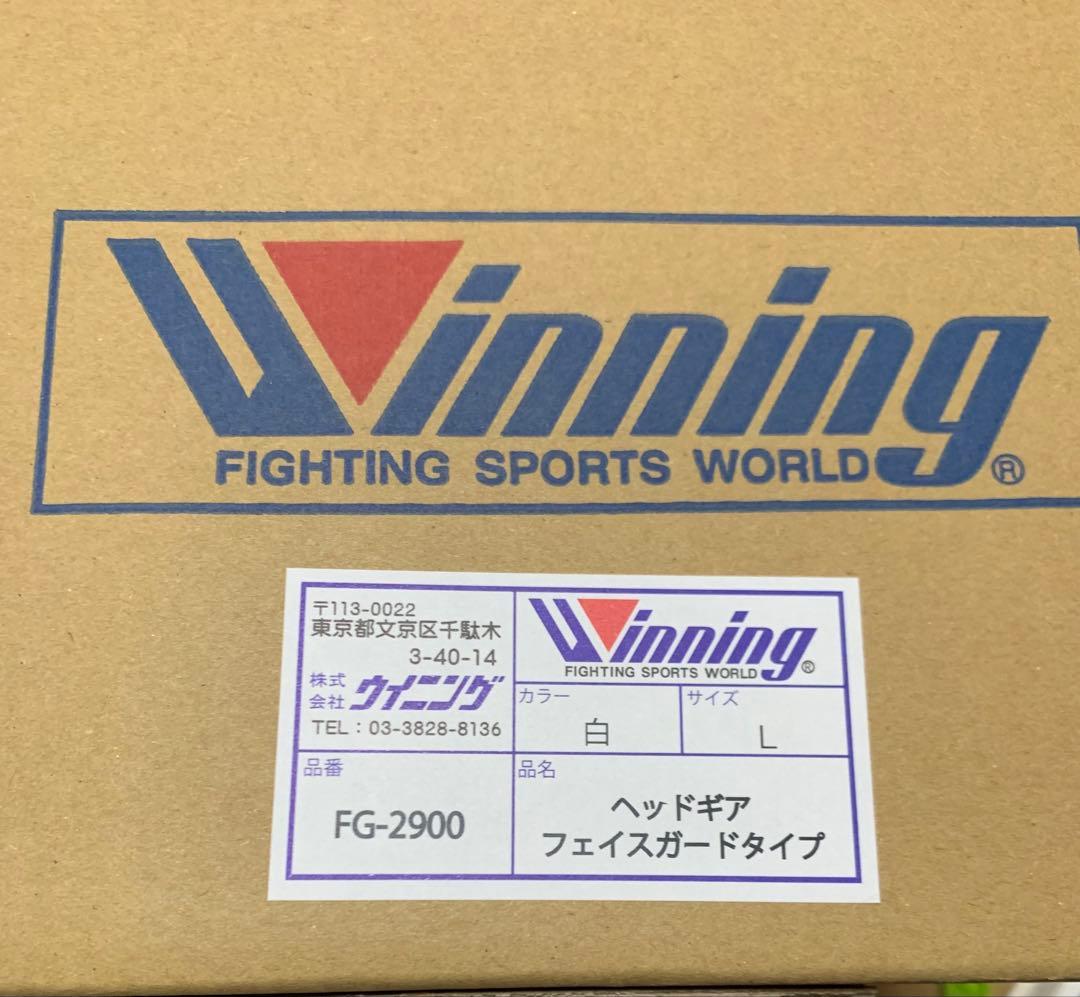 Winning
FIGHTING SPORTS WORLD ®
〒113-0022
東京都文京区千駄木
3-40-14
株式会社 ウイニング
TEL：03-3828-8136
Winning
FIGHTING SPORTS WORLD ®
カラー
白
サイズ
L
品番
FG-2900
品名
ヘッドギア
フェイスガードタイプ